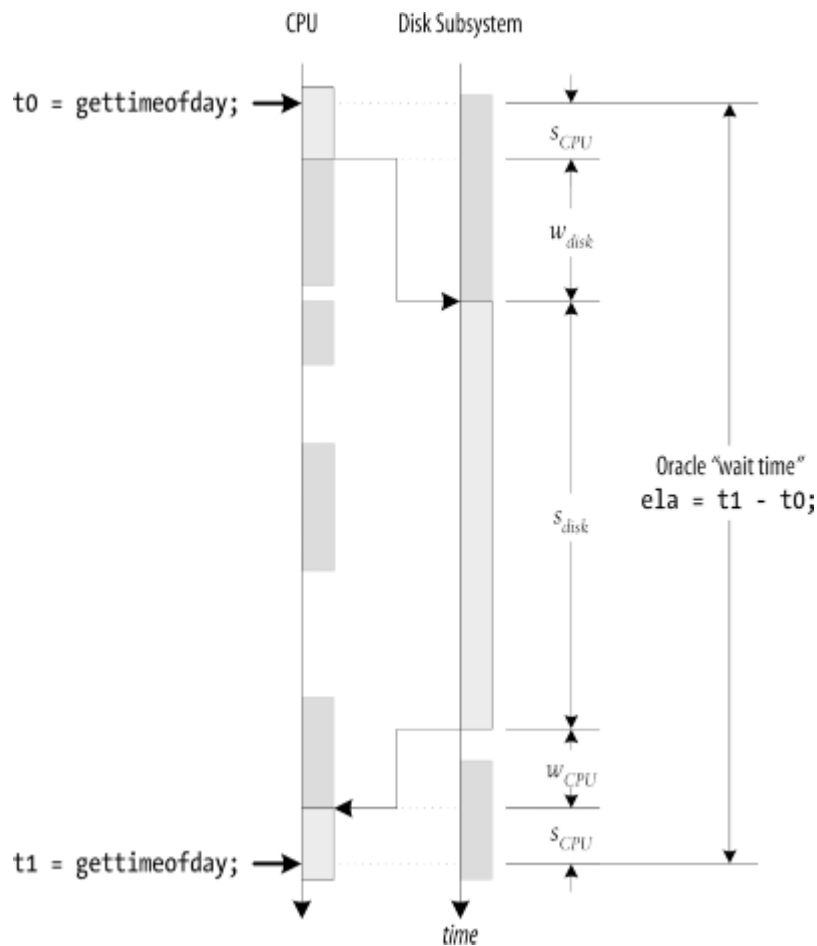 CPU
Disk Subsystem
t0 = gettimeofday;
sCPU
wdisk
sdisk
Oracle "wait time"
ela = t1 - t0;
wCPU
sCPU
t1 = gettimeofday;
time